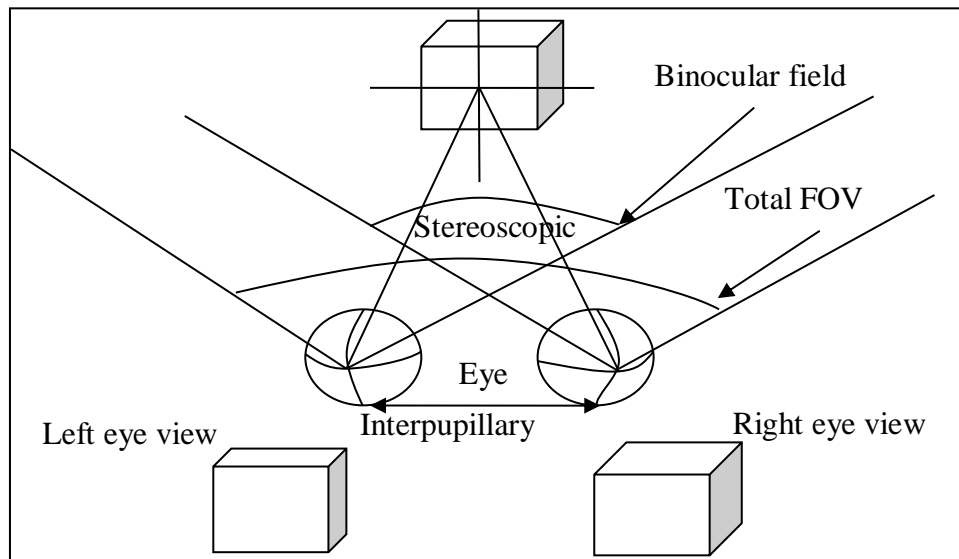 Binocular field
Total FOV
Stereoscopic
Eye
Interpupillary
Left eye view
Right eye view